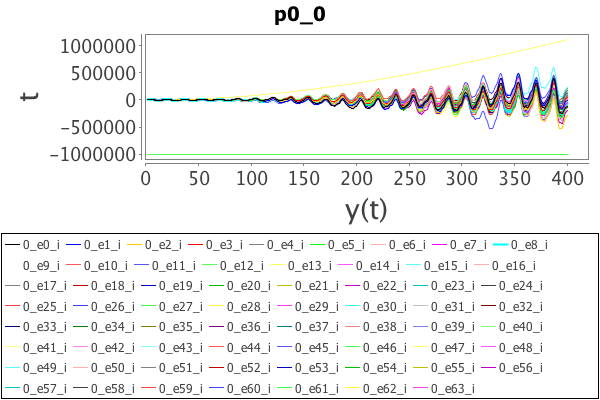 p0_0
1000000
500000
0
-500000
-1000000
t
0 50 100 150 200 250 300 350 400
y(t)
0_e0_i 0_e1_i 0_e2_i 0_e3_i 0_e4_i 0_e5_i 0_e6_i 0_e7_i 0_e8_i
0_e9_i 0_e10_i 0_e11_i 0_e12_i 0_e13_i 0_e14_i 0_e15_i 0_e16_i
0_e17_i 0_e18_i 0_e19_i 0_e20_i 0_e21_i 0_e22_i 0_e23_i 0_e24_i
0_e25_i 0_e26_i 0_e27_i 0_e28_i 0_e29_i 0_e30_i 0_e31_i 0_e32_i
0_e33_i 0_e34_i 0_e35_i 0_e36_i 0_e37_i 0_e38_i 0_e39_i 0_e40_i
0_e41_i 0_e42_i 0_e43_i 0_e44_i 0_e45_i 0_e46_i 0_e47_i 0_e48_i
0_e49_i 0_e50_i 0_e51_i 0_e52_i 0_e53_i 0_e54_i 0_e55_i 0_e56_i
0_e57_i 0_e58_i 0_e59_i 0_e60_i 0_e61_i 0_e62_i 0_e63_i